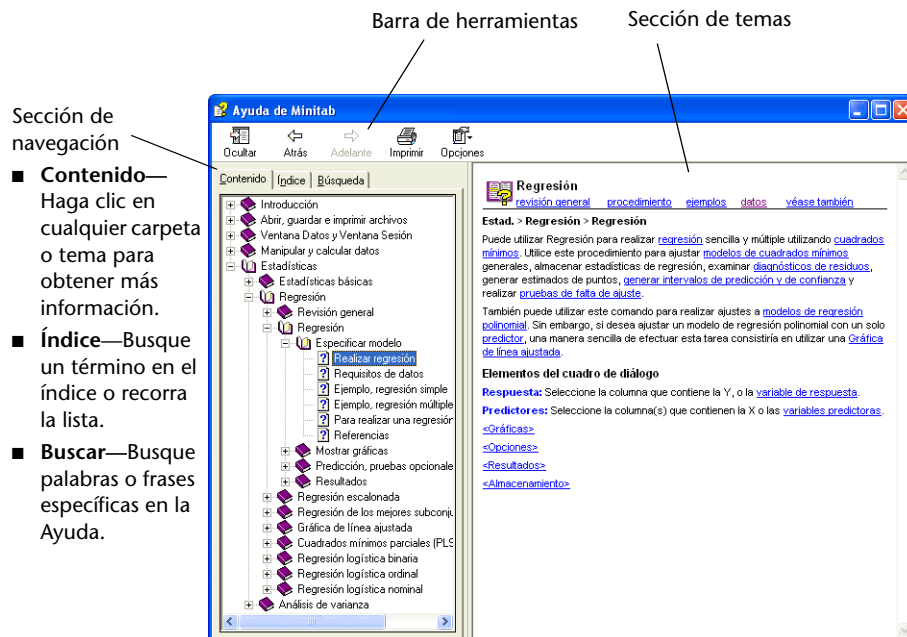 Barra de herramientas
Sección de temas
Sección de
navegación
■ Contenido—
Haga clic en
cualquier carpeta
o tema para
obtener más
información.
■ Índice—Busque
un término en el
índice o recorra
la lista.
■ Buscar—Busque
palabras o frases
específicas en la
Ayuda.
Ayuda de Minitab
Ocultar Atrás Adelante Imprimir Opciones
Contenido Índice Búsqueda
Introducción
Abrir, guardar e imprimir archivos
Ventana Datos y Ventana Sesión
Manipular y calcular datos
Estadísticas
Estadísticas básicas
Regresión
Revisión general
Regresión
Especificar modelo
Realizar regresión
Requisitos de datos
Ejemplo, regresión simple
Ejemplo, regresión múltiple
Para realizar una regresión
Referencias
Mostrar gráficas
Predicción, pruebas opcionale
Resultados
Regresión escalonada
Regresión de los mejores subconju
Gráfica de línea ajustada
Cuadrados mínimos parciales (PLS
Regresión logística binaria
Regresión logística ordinal
Regresión logística nominal
Análisis de varianza
Regresión
revisión general procedimiento ejemplos datos véase también
Estad. > Regresión > Regresión
Puede utilizar Regresión para realizar regresión sencilla y múltiple utilizando cuadrados
mínimos. Utilice este procedimiento para ajustar modelos de cuadrados mínimos
generales, almacenar estadísticas de regresión, examinar diagnósticos de residuos,
generar estimados de puntos, generar intervalos de predicción y de confianza y
realizar pruebas de falta de ajuste.
También puede utilizar este comando para realizar ajustes a modelos de regresión
polinomial. Sin embargo, si desea ajustar un modelo de regresión polinomial con un solo
predictor, una manera sencilla de efectuar esta tarea consistiría en utilizar una Gráfica
de línea ajustada.
Elementos del cuadro de diálogo
Respuesta: Seleccione la columna que contiene la Y, o la variable de respuesta.
Predictores: Seleccione la columna(s) que contienen la X o las variables predictoras.
<Gráficas>
<Opciones>
<Resultados>
<Almacenamiento>